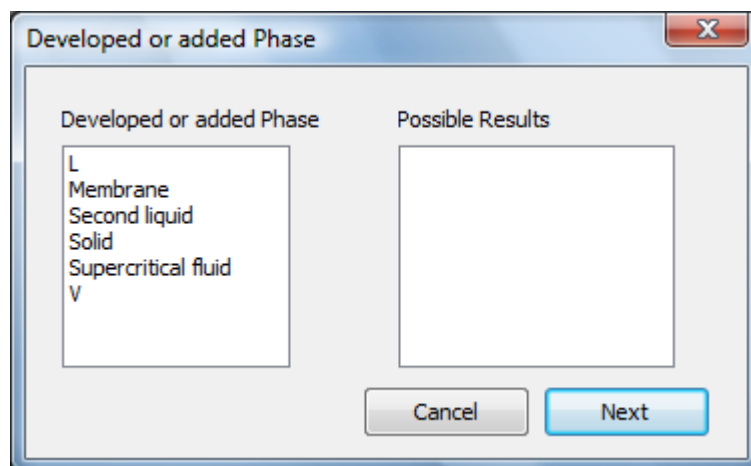 Developed or added Phase
X
Developed or added Phase
Possible Results
L
Membrane
Second liquid
Solid
Supercritical fluid
V
Cancel
Next